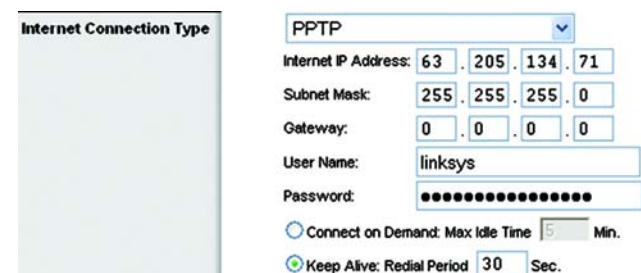 Internet Connection Type
PPTP
Internet IP Address: 63 . 205 . 134 . 71
Subnet Mask: 255 . 255 . 255 . 0
Gateway: 0 . 0 . 0 . 0
User Name: linksys
Password: ●●●●●●●●●●●●●●●●
Connect on Demand: Max Idle Time 5 Min.
Keep Alive: Redial Period 30 Sec.